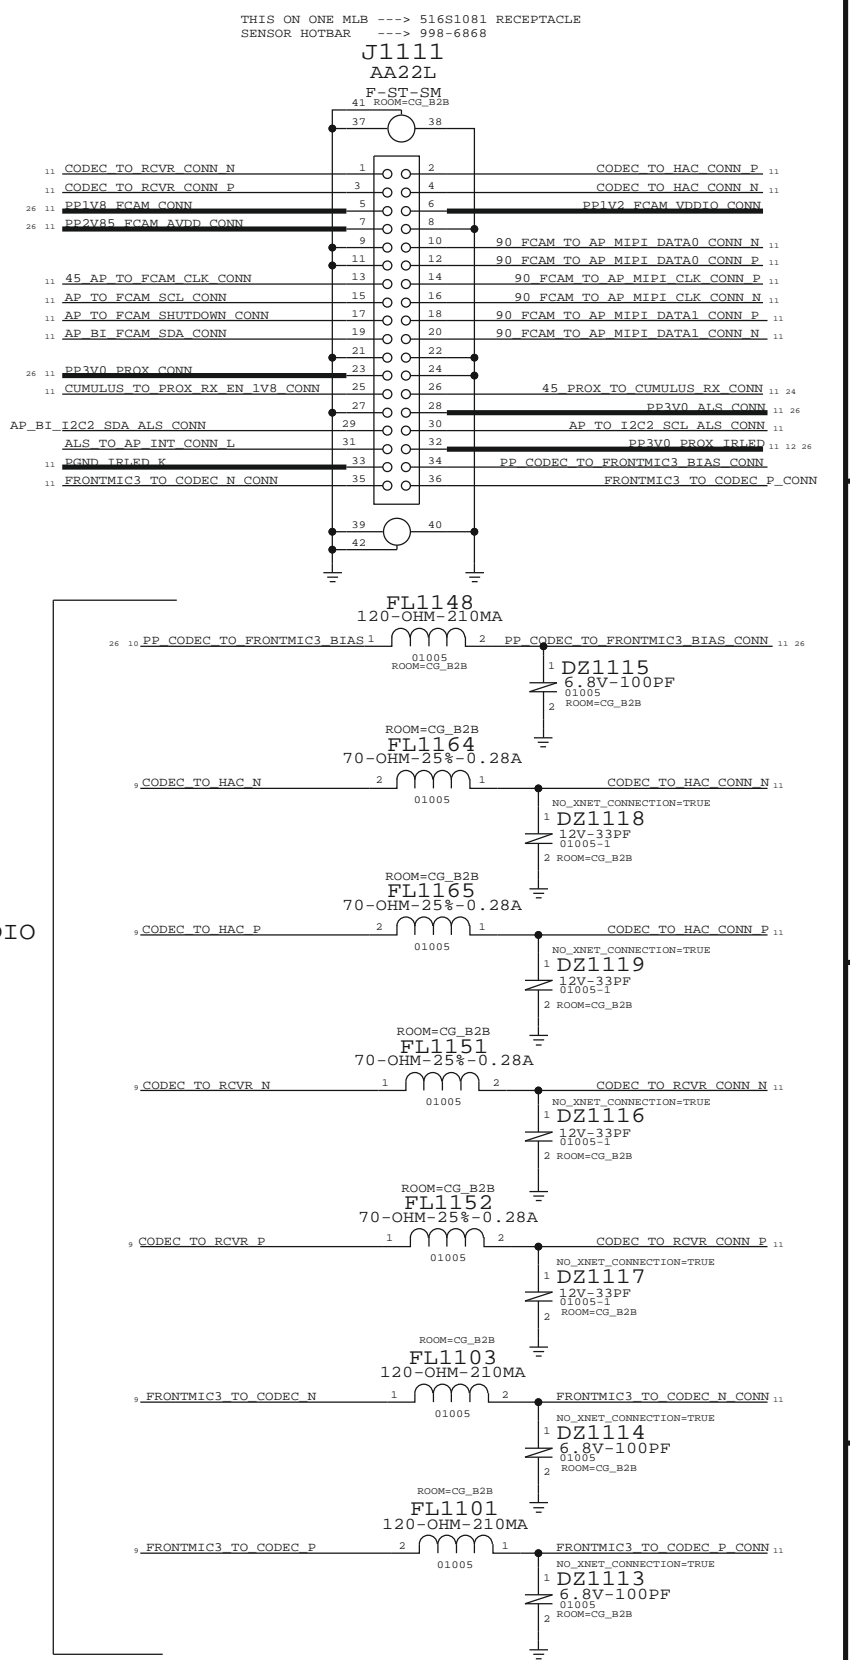 THIS ON ONE MLB ---> 516S1081 RECEPTACLE
SENSOR HOTBAR ---> 998-6868
J1111
AA22L
F-ST-SM
41 ROOM=CG_B2B
37 38
11 CODEC_TO_RCVR_CONN_N 1 2 CODEC_TO_HAC_CONN_P 11
11 CODEC_TO_RCVR_CONN_P 3 4 CODEC_TO_HAC_CONN_N 11
26 11 PP1V8_FCAM_CONN 5 6 PP1V2_FCAM_VDDIO_CONN
26 11 PP2V85_FCAM_AVDD_CONN 7 8
9 10 90_FCAM_TO_AP_MIPI_DATA0_CONN_N 11
11 12 90_FCAM_TO_AP_MIPI_DATA0_CONN_P 11
11 45_AP_TO_FCAM_CLK_CONN 13 14 90_FCAM_TO_AP_MIPI_CLK_CONN_P 11
11 AP_TO_FCAM_SCL_CONN 15 16 90_FCAM_TO_AP_MIPI_CLK_CONN_N 11
11 AP_TO_FCAM_SHUTDOWN_CONN 17 18 90_FCAM_TO_AP_MIPI_DATA1_CONN_P 11
11 AP_BI_FCAM_SDA_CONN 19 20 90_FCAM_TO_AP_MIPI_DATA1_CONN_N 11
21 22
26 11 PP3V0_PROX_CONN 23 24
11 CUMULUS_TO_PROX_RX_EN_1V8_CONN 25 26 45_PROX_TO_CUMULUS_RX_CONN 11 24
27 28 PP3V0_ALS_CONN 11 26
AP_BI_I2C2_SDA_ALS_CONN 29 30 AP_TO_I2C2_SCL_ALS_CONN 11
ALS_TO_AP_INT_CONN_L 31 32 PP3V0_PROX_IRLED 11 12 26
11 PGND_IRLED_K 33 34 PP_CODEC_TO_FRONTMIC3_BIAS_CONN
11 FRONTMIC3_TO_CODEC_N_CONN 35 36 FRONTMIC3_TO_CODEC_P_CONN
39 40
42
FL1148
120-OHM-210MA
26 10 PP_CODEC_TO_FRONTMIC3_BIAS 1 2 PP_CODEC_TO_FRONTMIC3_BIAS_CONN 11 26
01005
ROOM=CG_B2B
1 DZ1115
6.8V-100PF
01005
2 ROOM=CG_B2B
ROOM=CG_B2B
FL1164
70-OHM-25%-0.28A
9 CODEC_TO_HAC_N 2 1 CODEC_TO_HAC_CONN_N 11
01005
NO_XNET_CONNECTION=TRUE
1 DZ1118
12V-33PF
01005-1
2 ROOM=CG_B2B
ROOM=CG_B2B
FL1165
70-OHM-25%-0.28A
9 CODEC_TO_HAC_P 2 1 CODEC_TO_HAC_CONN_P 11
01005
NO_XNET_CONNECTION=TRUE
1 DZ1119
12V-33PF
01005-1
2 ROOM=CG_B2B
ROOM=CG_B2B
FL1151
70-OHM-25%-0.28A
9 CODEC_TO_RCVR_N 1 2 CODEC_TO_RCVR_CONN_N 11
01005
NO_XNET_CONNECTION=TRUE
1 DZ1116
12V-33PF
01005-1
2 ROOM=CG_B2B
ROOM=CG_B2B
FL1152
70-OHM-25%-0.28A
9 CODEC_TO_RCVR_P 1 2 CODEC_TO_RCVR_CONN_P 11
01005
NO_XNET_CONNECTION=TRUE
1 DZ1117
12V-33PF
01005-1
2 ROOM=CG_B2B
ROOM=CG_B2B
FL1103
120-OHM-210MA
9 FRONTMIC3_TO_CODEC_N 1 2 FRONTMIC3_TO_CODEC_N_CONN 11
01005
NO_XNET_CONNECTION=TRUE
1 DZ1114
6.8V-100PF
01005
2 ROOM=CG_B2B
ROOM=CG_B2B
FL1101
120-OHM-210MA
9 FRONTMIC3_TO_CODEC_P 2 1 FRONTMIC3_TO_CODEC_P_CONN 11
01005
NO_XNET_CONNECTION=TRUE
1 DZ1113
6.8V-100PF
01005
2 ROOM=CG_B2B